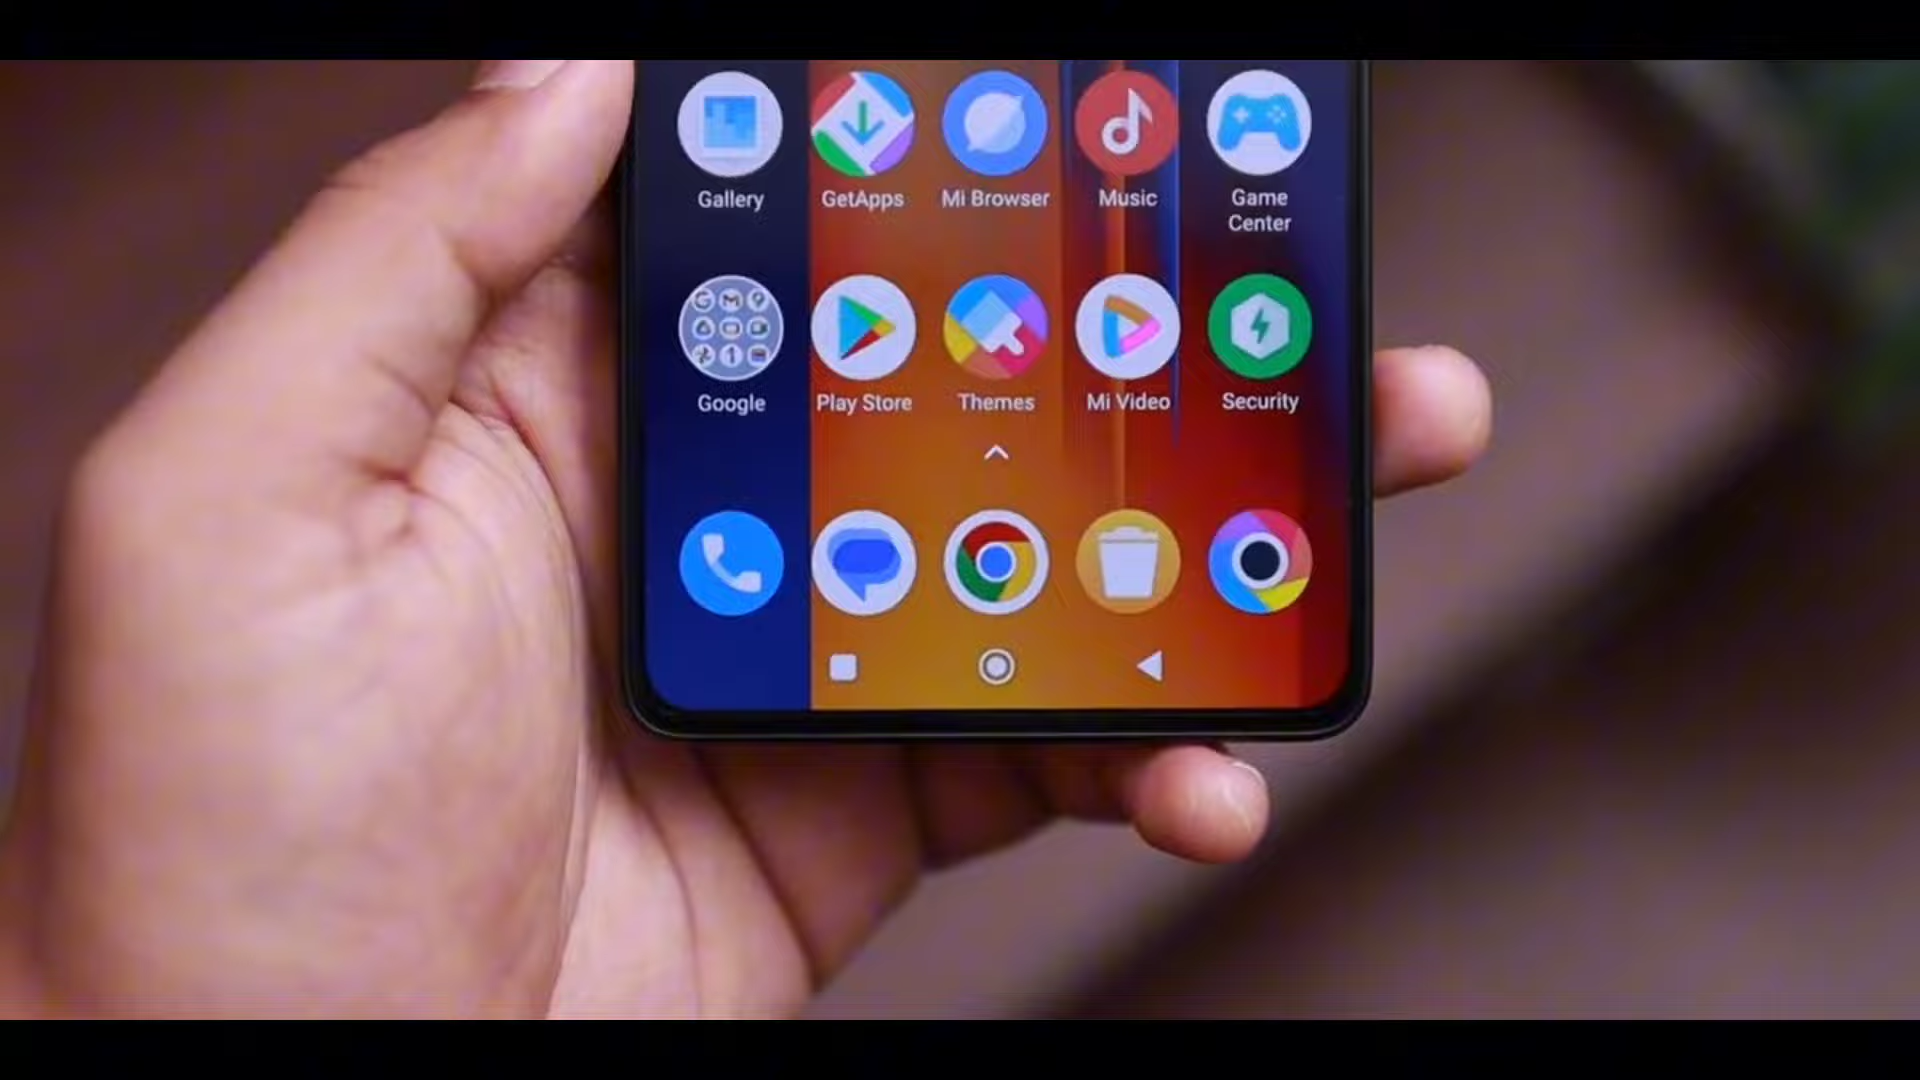 Gallery
GetApps
Mi Browser
Music
Game
Center
Google
Play Store
Themes
Mi Video
Security